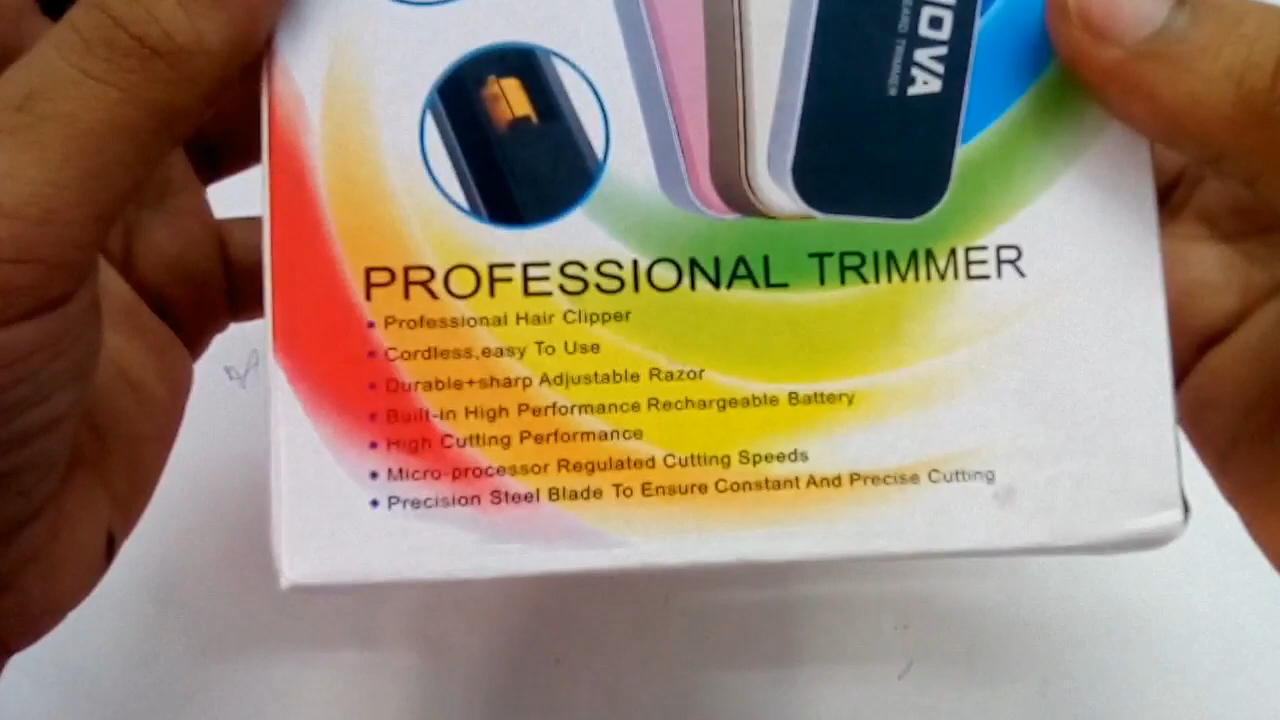 OVA
TRIMMER
PROFESSIONAL TRIMMER
Professional Hair Clipper
Cordless,easy To Use
Durable+sharp Adjustable Razor
Built-in High Performance Rechargeable Battery
High Cutting Performance
Micro-processor Regulated Cutting Speeds
Precision Steel Blade To Ensure Constant And Precise Cutting